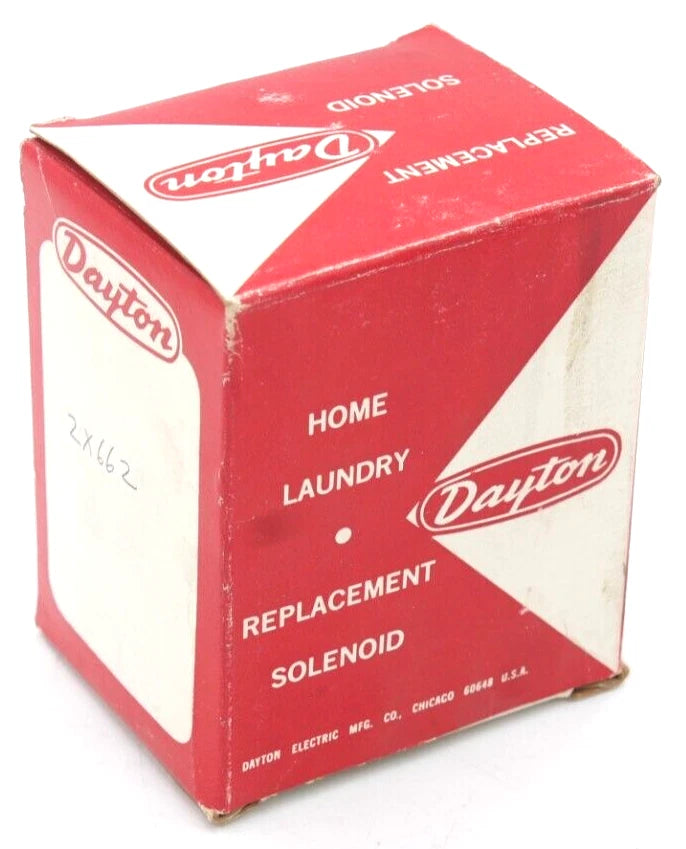 REPLACEMENT
SOLENOID
Dayton
Dayton
2X662
HOME
LAUNDRY
•
REPLACEMENT
SOLENOID
Dayton
DAYTON ELECTRIC MFG. CO., CHICAGO 60648 U.S.A.